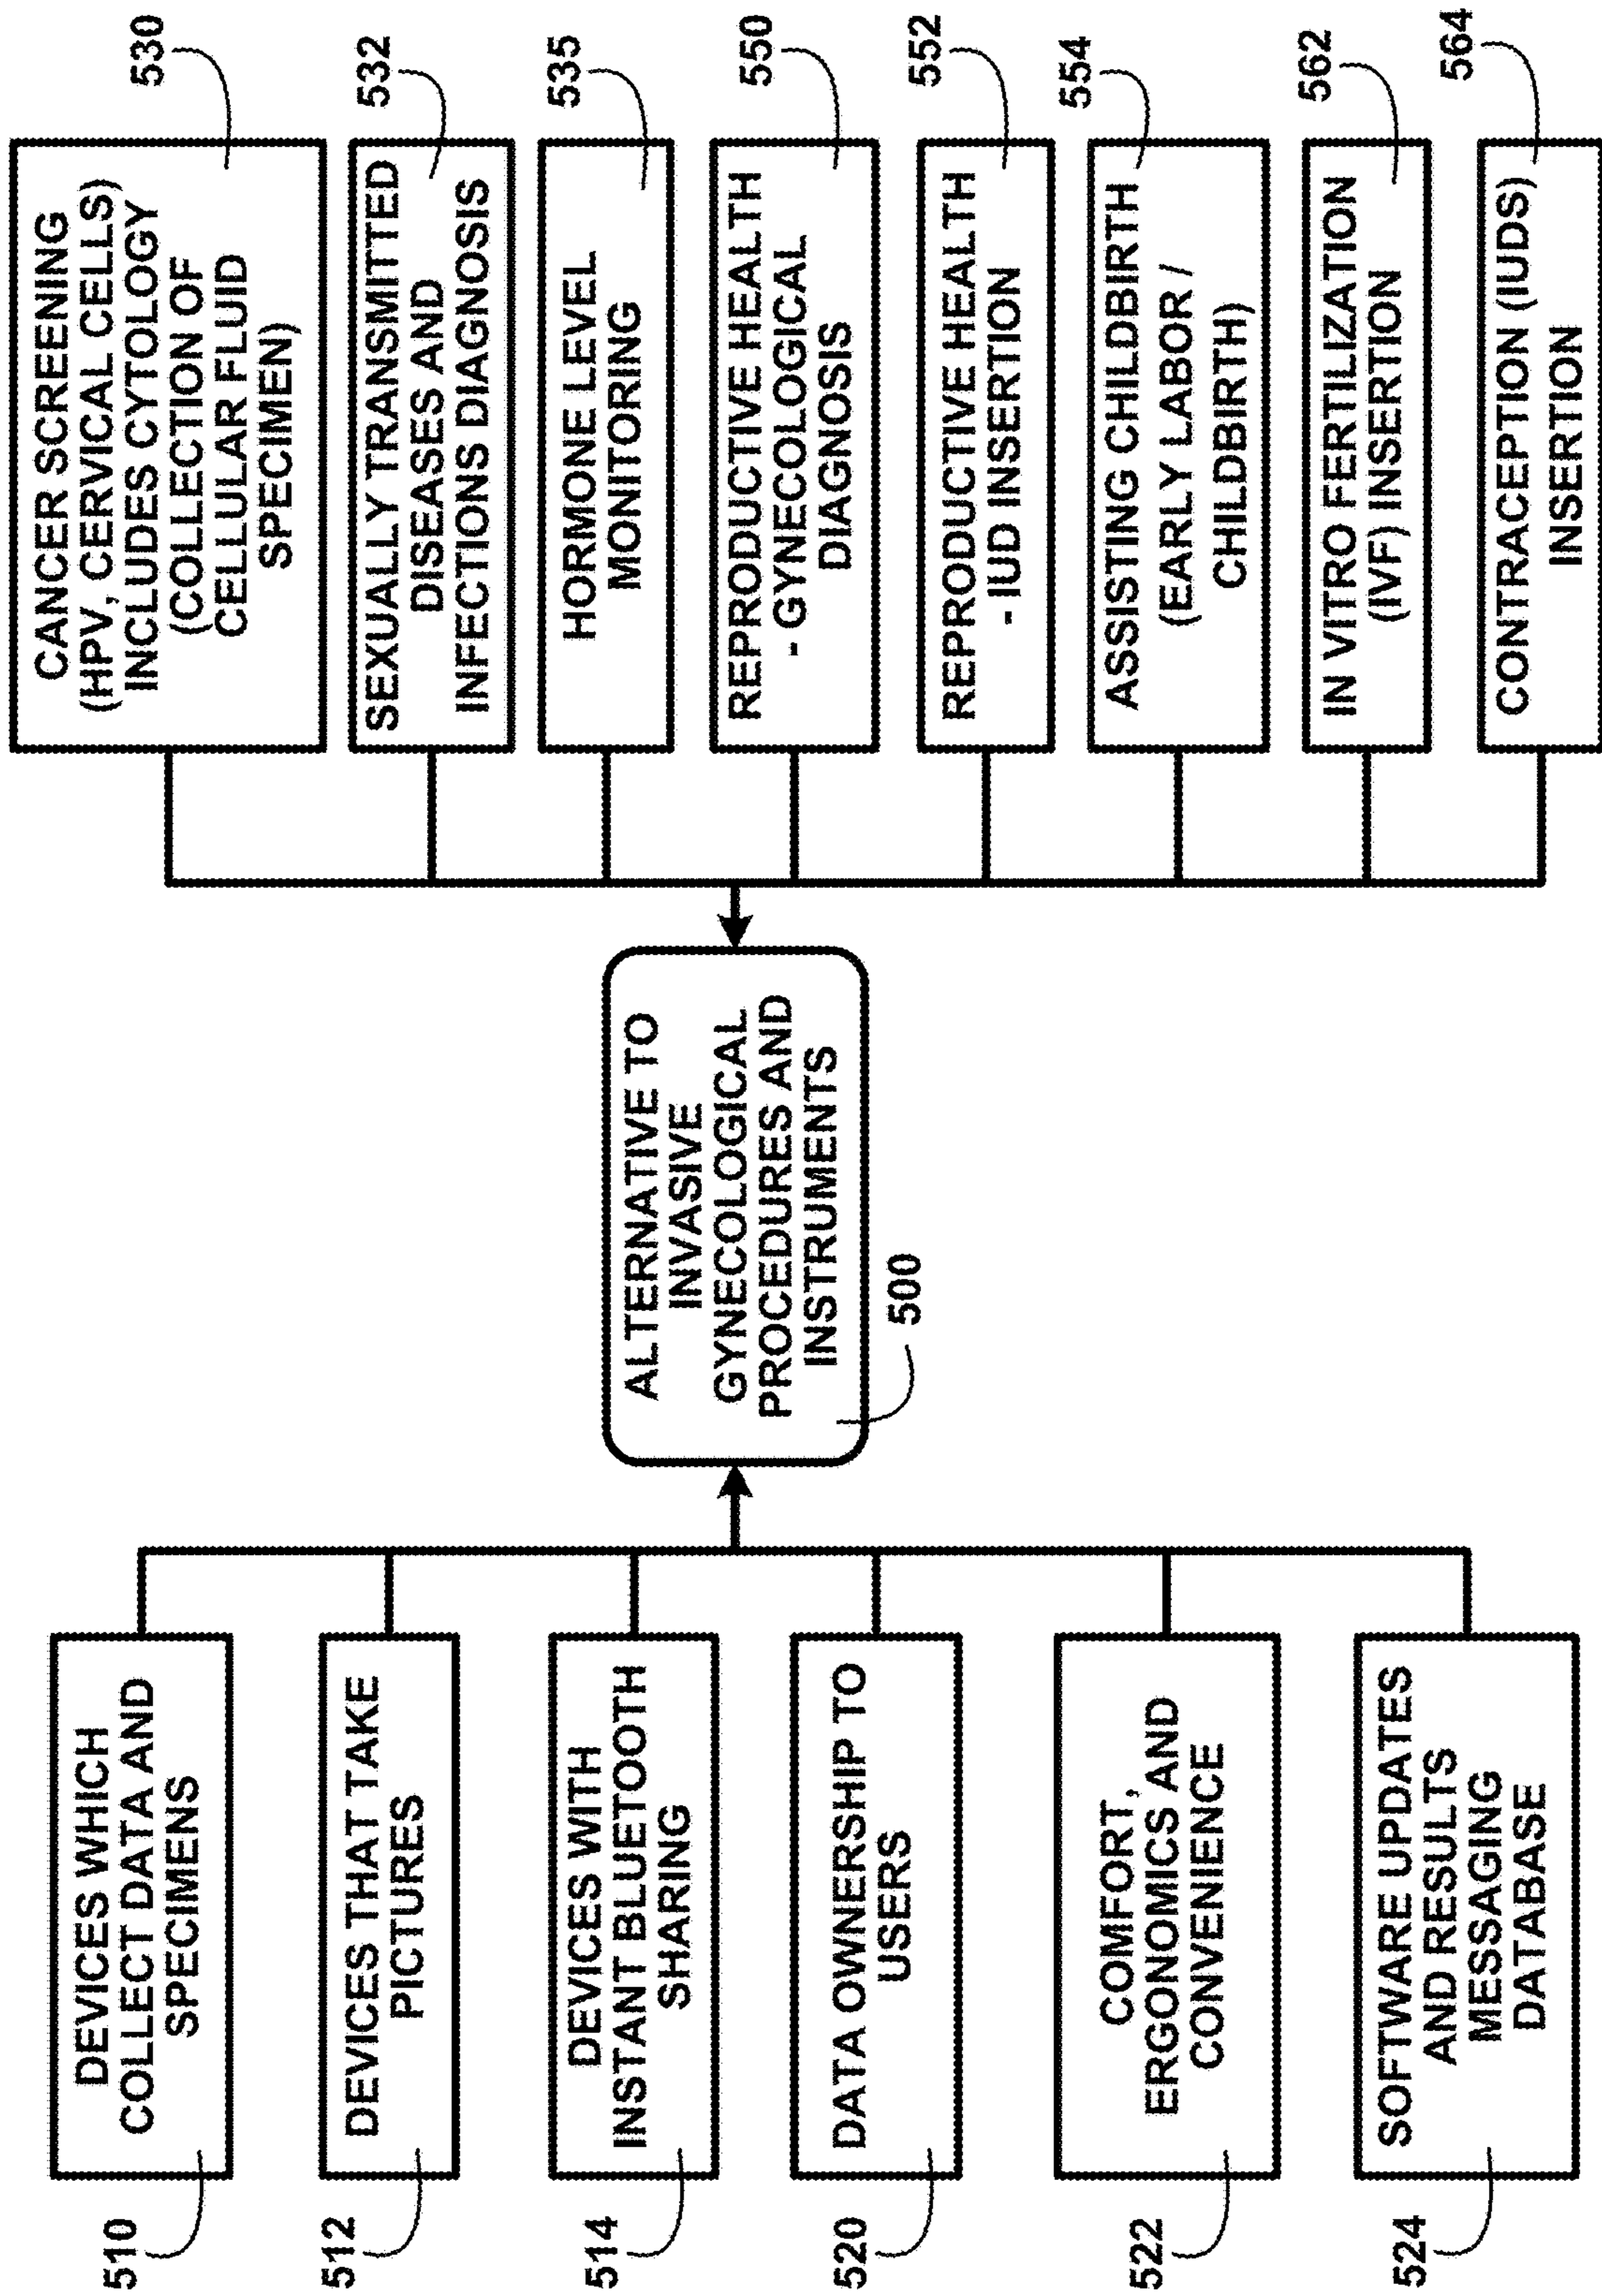 510
DEVICES WHICH
COLLECT DATA AND
SPECIMENS
512
DEVICES THAT TAKE
PICTURES
514
DEVICES WITH
INSTANT BLUETOOTH
SHARING
520
DATA OWNERSHIP TO
USERS
522
COMFORT,
ERGONOMICS AND
CONVENIENCE
524
SOFTWARE UPDATES
AND RESULTS
MESSAGING
DATABASE
ALTERNATIVE TO
INVASIVE
GYNECOLOGICAL
PROCEDURES AND
INSTRUMENTS
500
CANCER SCREENING
(HPV, CERVICAL CELLS)
INCLUDES CYTOLOGY
(COLLECTION OF
CELLULAR FLUID
SPECIMEN)
530
SEXUALLY TRANSMITTED
DISEASES AND
INFECTIONS DIAGNOSIS
532
HORMONE LEVEL
MONITORING
535
REPRODUCTIVE HEALTH
- GYNECOLOGICAL
DIAGNOSIS
550
REPRODUCTIVE HEALTH
- IUD INSERTION
552
ASSISTING CHILDBIRTH
(EARLY LABOR /
CHILDBIRTH)
554
IN VITRO FERTILIZATION
(IVF) INSERTION
562
CONTRACEPTION (IUDS)
INSERTION
564